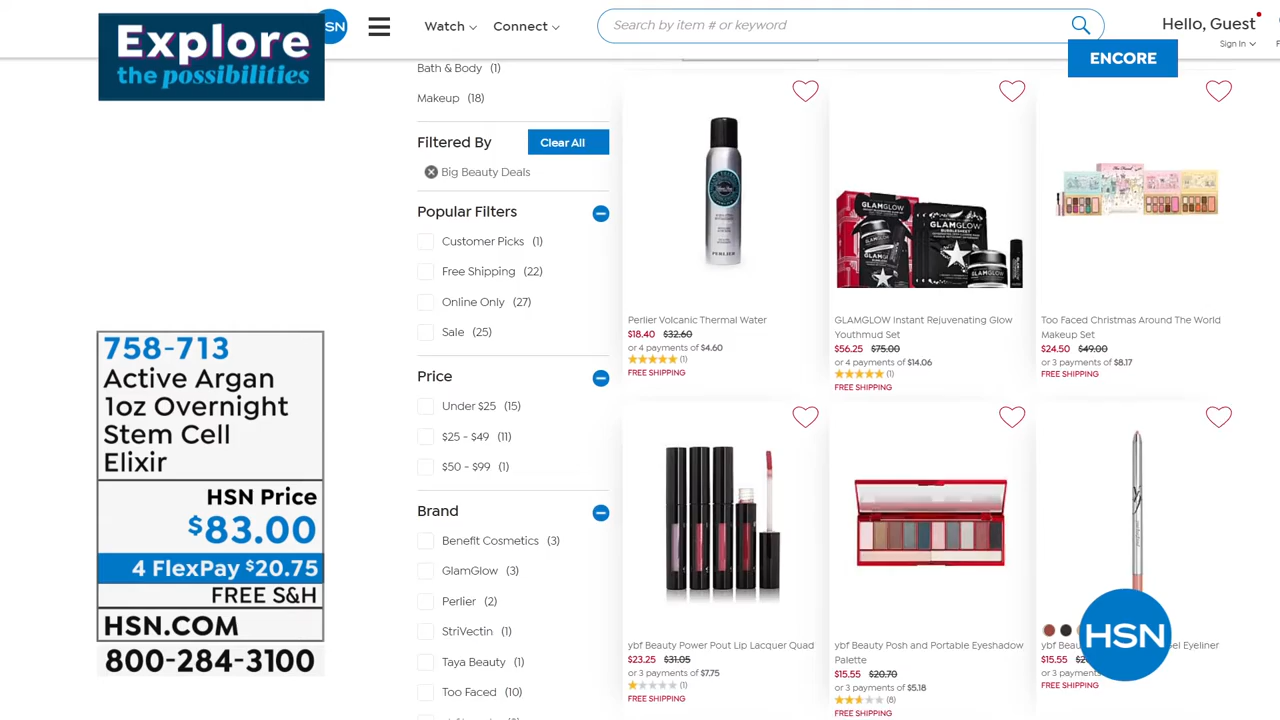 Explore
the possibilities
HSN
Watch
Connect
Search by item # or keyword
Hello, Guest
Sign In
ENCORE
Bath & Body (1)
Makeup (18)
Filtered By
Clear All
Big Beauty Deals
Popular Filters
Customer Picks (1)
Free Shipping (22)
Online Only (27)
Sale (25)
Price
Under $25 (15)
$25 - $49 (11)
$50 - $99 (1)
Brand
Benefit Cosmetics (3)
GlamGlow (3)
Perlier (2)
StriVectin (1)
Taya Beauty (1)
Too Faced (10)
PERLIER
Perlier Volcanic Thermal Water
$18.40 $32.60
or 4 payments of $4.60
(1)
FREE SHIPPING
GLAMGLOW
GLAMGLOW
BUBBLESHEET
GLAMGLOW
GLAMGLOW
GLAMGLOW Instant Rejuvenating Glow
Youthmud Set
$56.25 $75.00
or 4 payments of $14.06
(1)
FREE SHIPPING
Too Faced Christmas Around The World
Makeup Set
$24.50 $49.00
or 3 payments of $8.17
FREE SHIPPING
ybf Beauty Power Pout Lip Lacquer Quad
$23.25 $31.05
or 3 payments of $7.75
(1)
FREE SHIPPING
ybf Beauty Posh and Portable Eyeshadow
Palette
$15.55 $20.70
or 3 payments of $5.18
(8)
FREE SHIPPING
Eyeliner
$15.55
or 3 payments
FREE SHIPPING
HSN
758-713
Active Argan
1oz Overnight
Stem Cell
Elixir
HSN Price
$83.00
4 FlexPay $20.75
FREE S&H
HSN.COM
800-284-3100